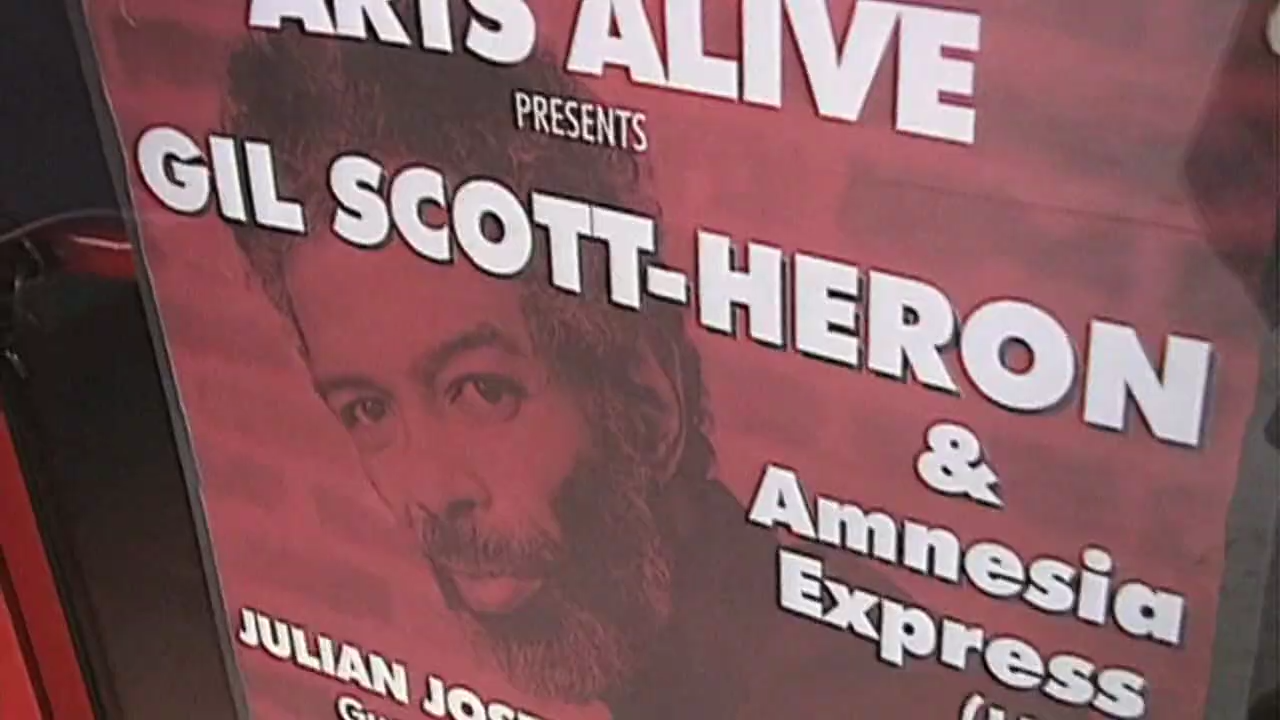 ARTS ALIVE
PRESENTS
GIL SCOTT-HERON
&
Amnesia
Express
JULIAN